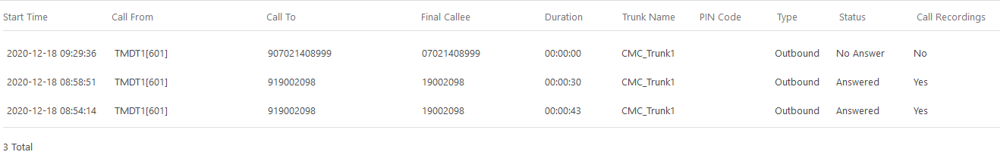 Start Time Call From Call To Final Callee Duration Trunk Name PIN Code Type Status Call Recordings
2020-12-18 09:29:36 TMDT1[601] 907021408999 07021408999 00:00:00 CMC_Trunk1 Outbound No Answer No
2020-12-18 08:58:51 TMDT1[601] 919002098 19002098 00:00:30 CMC_Trunk1 Outbound Answered Yes
2020-12-18 08:54:14 TMDT1[601] 919002098 19002098 00:00:43 CMC_Trunk1 Outbound Answered Yes
3 Total